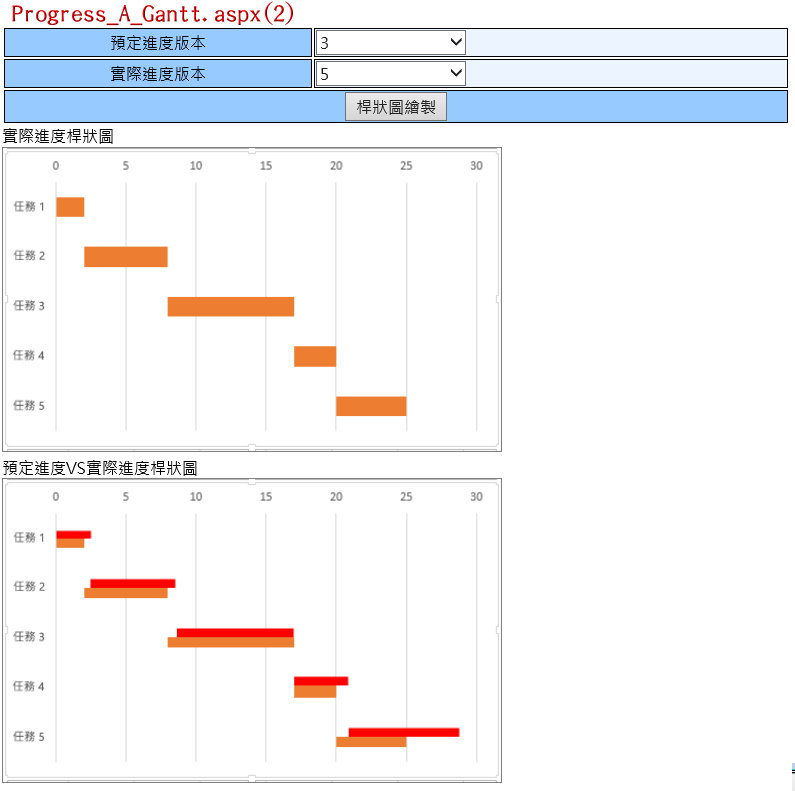 Progress_A_Gantt.aspx(2)
預定進度版本 3
實際進度版本 5
桿狀圖繪製
實際進度桿狀圖
0 5 10 15 20 25 30
任務 1
任務 2
任務 3
任務 4
任務 5
預定進度VS實際進度桿狀圖
0 5 10 15 20 25 30
任務 1
任務 2
任務 3
任務 4
任務 5